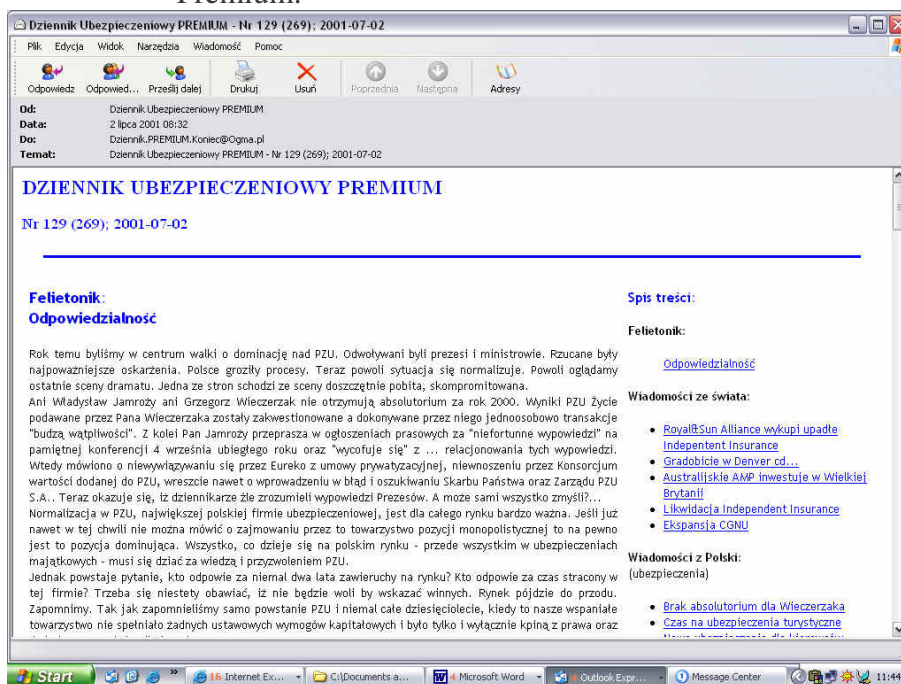 Premium.
Dziennik Ubezpieczeniowy PREMIUM - Nr 129 (269); 2001-07-02
Plik Edycja Widok Narzędzia Wiadomość Pomoc
Odpowiedz Odpowied... Prześlij dalej Drukuj Usuń Poprzednia Następna Adresy
Od: Dziennik Ubezpieczeniowy PREMIUM
Data: 2 lipca 2001 08:32
Do: Dziennik.PREMIUM.Koniec@Ogma.pl
Temat: Dziennik Ubezpieczeniowy PREMIUM - Nr 129 (269); 2001-07-02
DZIENNIK UBEZPIECZENIOWY PREMIUM
Nr 129 (269); 2001-07-02
Felietonik:
Odpowiedzialność
Rok temu byliśmy w centrum walki o dominację nad PZU. Odwoływani byli prezesi i ministrowie. Rzucane były
najpoważniejsze oskarżenia. Polsce groziły procesy. Teraz powoli sytuacja się normalizuje. Powoli oglądamy
ostatnie sceny dramatu. Jedna ze stron schodzi ze sceny doszczętnie pobita, skompromitowana.
Ani Władysław Jamroży ani Grzegorz Wieczerzak nie otrzymują absolutorium za rok 2000. Wyniki PZU Życie
podawane przez Pana Wieczerzaka zostały zakwestionowane a dokonywane przez niego jednoosobowo transakcje
"budzą wątpliwości". Z kolei Pan Jamroży przeprasza w ogłoszeniach prasowych za "niefortunne wypowiedzi" na
pamiętnej konferencji 4 września ubiegłego roku oraz "wycofuje się" z ... relacjonowania tych wypowiedzi.
Wtedy mówiono o niewywiązywaniu się przez Eureko z umowy prywatyzacyjnej, niewnoszeniu przez Konsorcjum
wartości dodanej do PZU, wreszcie nawet o wprowadzeniu w błąd i oszukiwaniu Skarbu Państwa oraz Zarządu PZU
S.A.. Teraz okazuje się, iż dziennikarze źle zrozumieli wypowiedzi Prezesów. A może sami wszystko zmyśli?...
Normalizacja w PZU, największej polskiej firmie ubezpieczeniowej, jest dla całego rynku bardzo ważna. Jeśli już
nawet w tej chwili nie można mówić o zajmowaniu przez to towarzystwo pozycji monopolistycznej to na pewno
jest to pozycja dominująca. Wszystko, co dzieje się na polskim rynku - przede wszystkim w ubezpieczeniach
majątkowych - musi się dziać za wiedzą i przyzwoleniem PZU.
Jednak powstaje pytanie, kto odpowie za niemal dwa lata zawieruchy na rynku? Kto odpowie za czas stracony w
tej firmie? Trzeba się niestety obawiać, iż nie będzie woli by wskazać winnych. Rynek pójdzie do przodu.
Zapomnimy. Tak jak zapomnieliśmy samo powstanie PZU i niemal całe dziesięciolecie, kiedy to nasze wspaniałe
towarzystwo nie spełniało żadnych ustawowych wymogów kapitałowych i było tylko i wyłącznie kpiną z prawa oraz
Spis treści:
Felietonik:
Odpowiedzialność
Wiadomości ze świata:
Royal&Sun Alliance wykupi upadłe
Indepentent Insurance
Gradobicie w Denver cd...
Australijskie AMP inwestuje w Wielkiej
Brytanii
Likwidacja Independent Insurance
Ekspansja CGNU
Wiadomości z Polski:
(ubezpieczenia)
Brak absolutorium dla Wieczerzaka
Czas na ubezpieczenia turystyczne
Start 16 Internet Ex... C:\Documents a... 4 Microsoft Word 4 Outlook Expr... Message Center 11:44